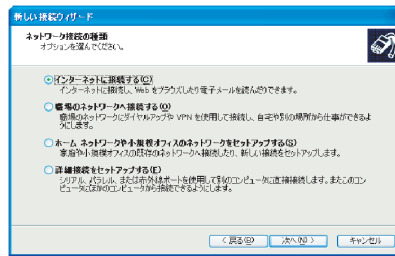 新しい接続ウィザード
ネットワーク接続の種類
オプションを選んでください。
インターネットに接続する(C)
インターネットに接続し、Web をブラウズしたり電子メールを読んだりできます。
職場のネットワークへ接続する(O)
職場のネットワークにダイヤルアップや VPN を使用して接続し、自宅や別の場所から仕事ができるよ
うにします。
ホーム ネットワークや小規模オフィスのネットワークをセットアップする(S)
家庭や小規模オフィスの既存のネットワークへ接続したり、新しい接続をセットアップします。
詳細接続をセットアップする(E)
シリアル、パラレル、または赤外線ポートを使用して別のコンピュータに直接接続します。またこのコン
ピュータにほかのコンピュータから接続できるようにします。
< 戻る(B)
次へ(N) >
キャンセル